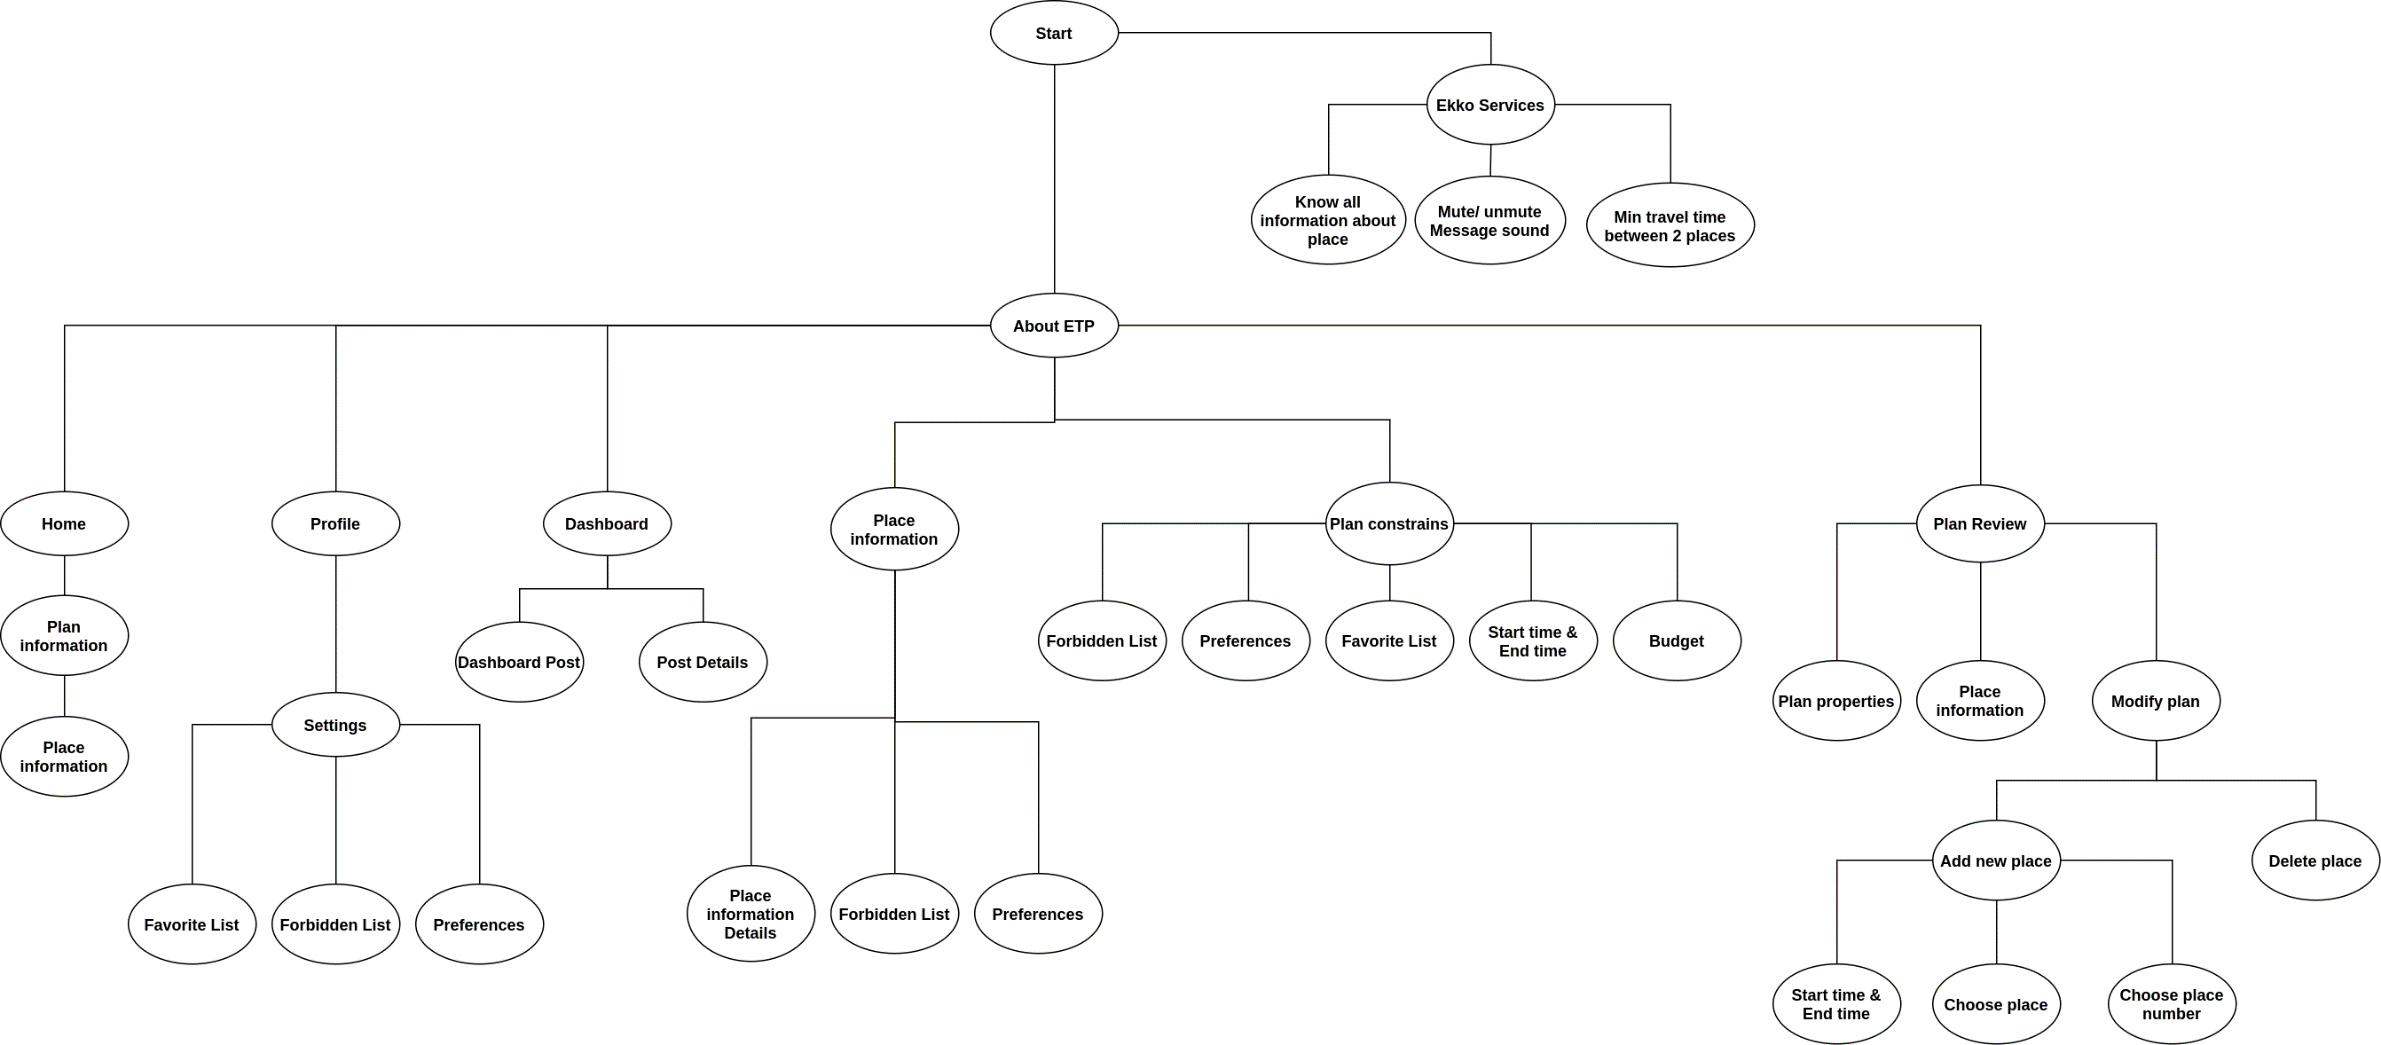 Start
Ekko Services
Know all
information about
place
Mute/ unmute
Message sound
Min travel time
between 2 places
About ETP
Home
Profile
Dashboard
Place
information
Plan constrains
Plan Review
Plan
information
Place
information
Settings
Dashboard Post
Post Details
Forbidden List
Preferences
Favorite List
Start time &
End time
Budget
Plan properties
Place
information
Modify plan
Favorite List
Forbidden List
Preferences
Place
information
Details
Forbidden List
Preferences
Add new place
Delete place
Start time &
End time
Choose place
Choose place
number